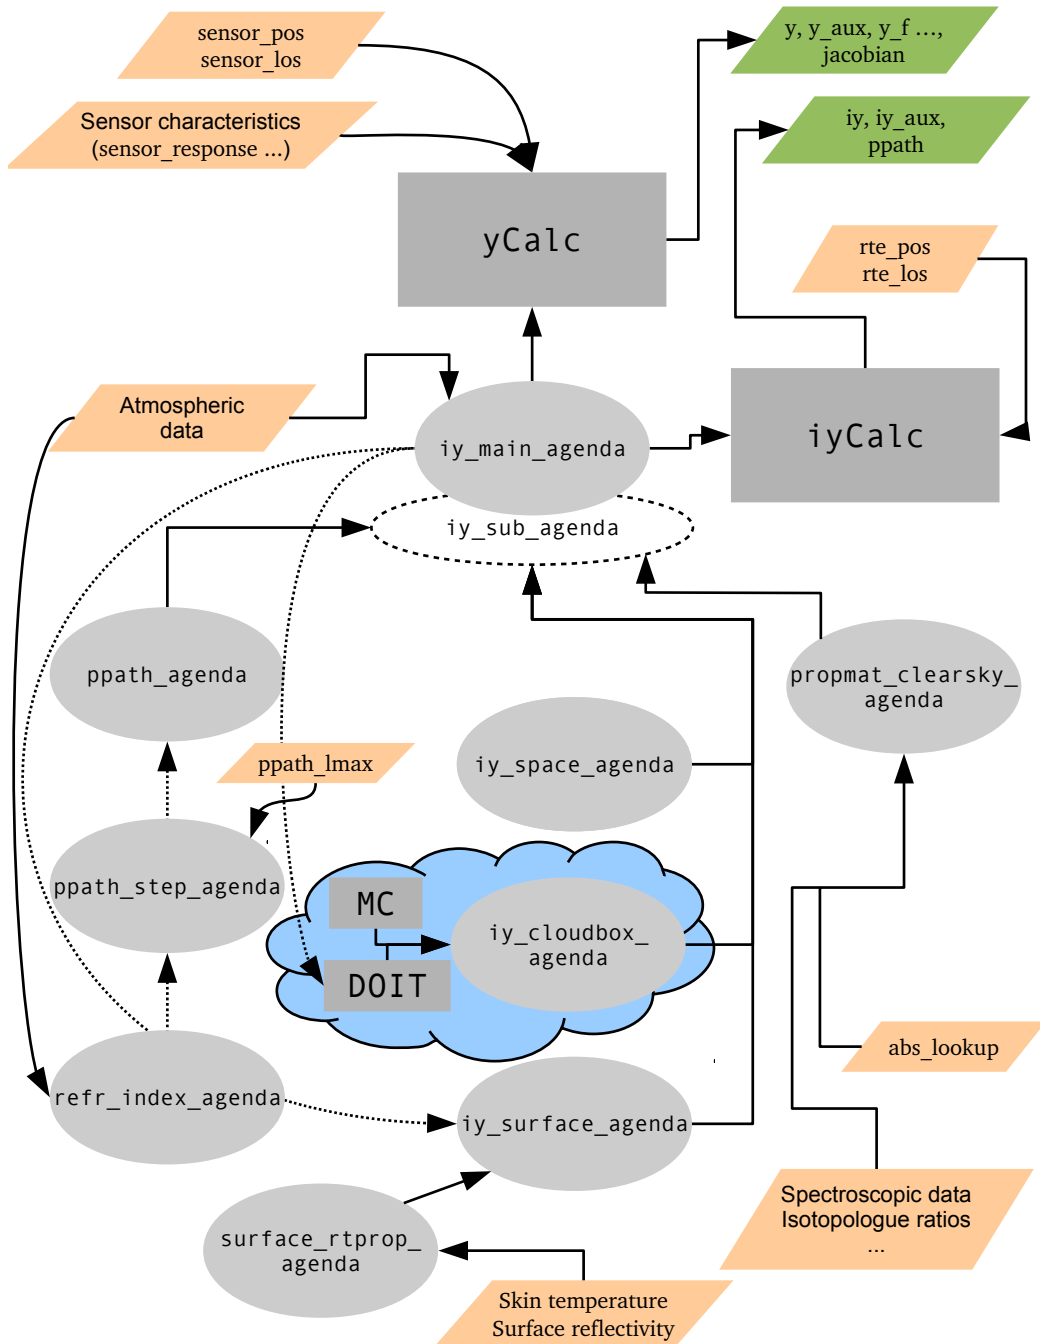 sensor_pos
sensor_los
y, y_aux, y_f ...,
jacobian
Sensor characteristics
(sensor_response ...)
iy, iy_aux,
ppath
yCalc
rte_pos
rte_los
Atmospheric
data
iy_main_agenda
iyCalc
iy_sub_agenda
ppath_agenda
propmat_clearsky_
agenda
ppath_lmax
iy_space_agenda
ppath_step_agenda
MC
iy_cloudbox_
agenda
DOIT
abs_lookup
refr_index_agenda
iy_surface_agenda
Spectroscopic data
Isotopologue ratios
...
surface_rtprop_
agenda
Skin temperature
Surface reflectivity